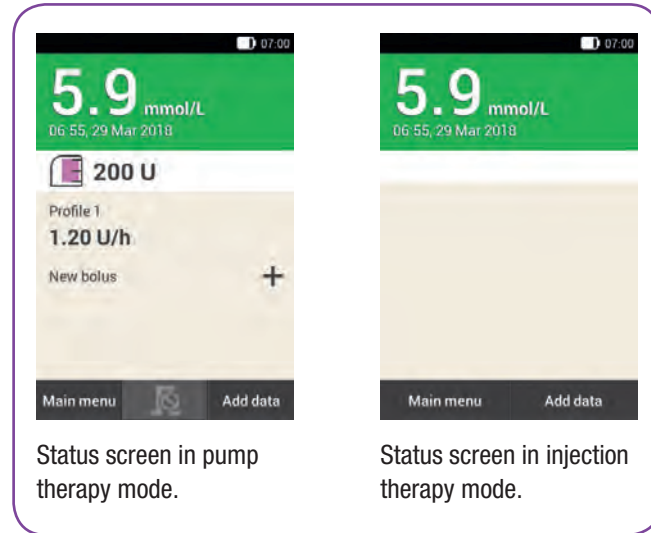 07:00
5.9 mmol/L
06:55, 29 Mar 2018
200 U
Profile 1
1.20 U/h
New bolus
Main menu
Add data
Status screen in pump
therapy mode.
07:00
5.9 mmol/L
06:55, 29 Mar 2018
Main menu
Add data
Status screen in injection
therapy mode.